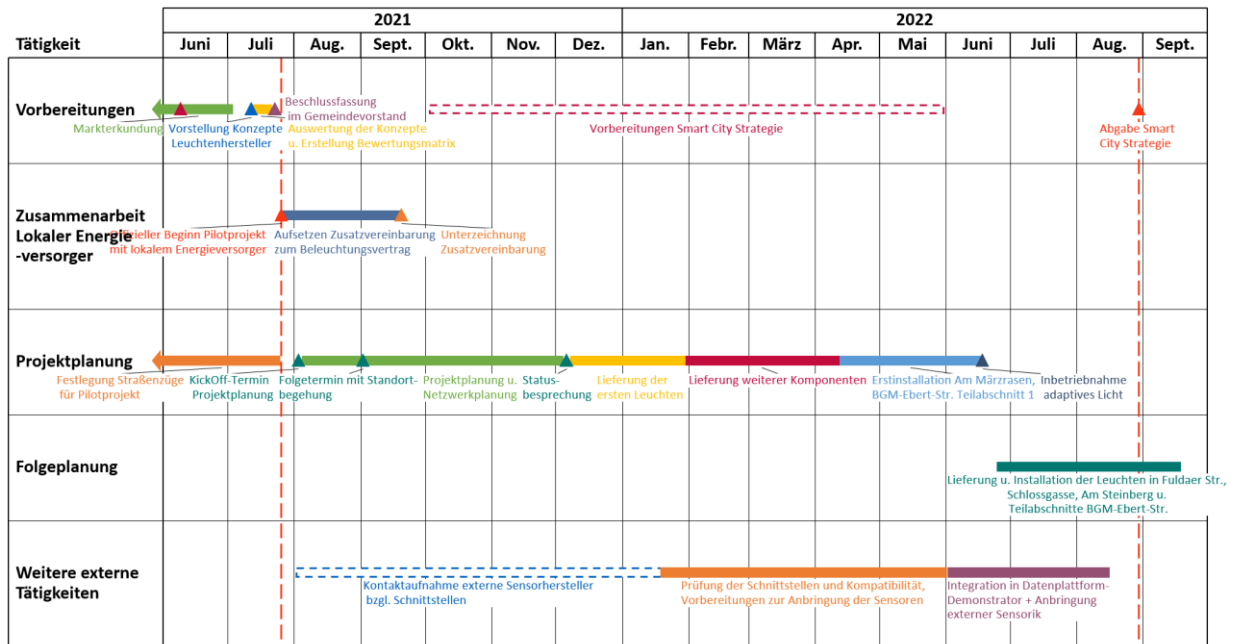 2021
2022
Tätigkeit
Juni
Juli
Aug.
Sept.
Okt.
Nov.
Dez.
Jan.
Febr.
März
Apr.
Mai
Juni
Juli
Aug.
Sept.
Vorbereitungen
Markterkundung
Vorstellung Konzepte
Leuchtenhersteller
Beschlussfassung
im Gemeindevorstand
Auswertung der Konzepte
u. Erstellung Bewertungsmatrix
Vorbereitungen Smart City Strategie
Abgabe Smart
City Strategie
Zusammenarbeit
Lokaler Energie
-versorger
Offizieller Beginn Pilotprojekt
mit lokalem Energieversorger
Aufsetzen Zusatzvereinbarung
zum Beleuchtungsvertrag
Unterzeichnung
Zusatzvereinbarung
Projektplanung
Festlegung Straßenzüge
für Pilotprojekt
KickOff-Termin
Projektplanung
Folgetermin mit Standort-
begehung
Projektplanung u.
Netzwerkplanung
Status-
besprechung
Lieferung der
ersten Leuchten
Lieferung weiterer Komponenten
Erstinstallation Am Märzrasen,
BGM-Ebert-Str. Teilabschnitt 1
Inbetriebnahme
adaptives Licht
Folgeplanung
Lieferung u. Installation der Leuchten in Fuldaer Str.,
Schlossgasse, Am Steinberg u.
Teilabschnitte BGM-Ebert-Str.
Weitere externe
Tätigkeiten
Kontaktaufnahme externe Sensorhersteller
bzgl. Schnittstellen
Prüfung der Schnittstellen und Kompatibilität,
Vorbereitungen zur Anbringung der Sensoren
Integration in Datenplattform-
Demonstrator + Anbringung
externer Sensorik